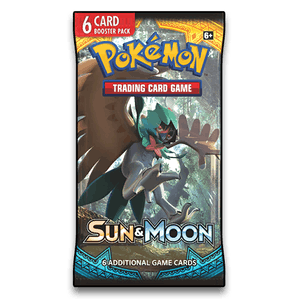 6 CARD
BOOSTER PACK
6+
POKéMON
TRADING CARD GAME
SUN & MOON
6 ADDITIONAL GAME CARDS